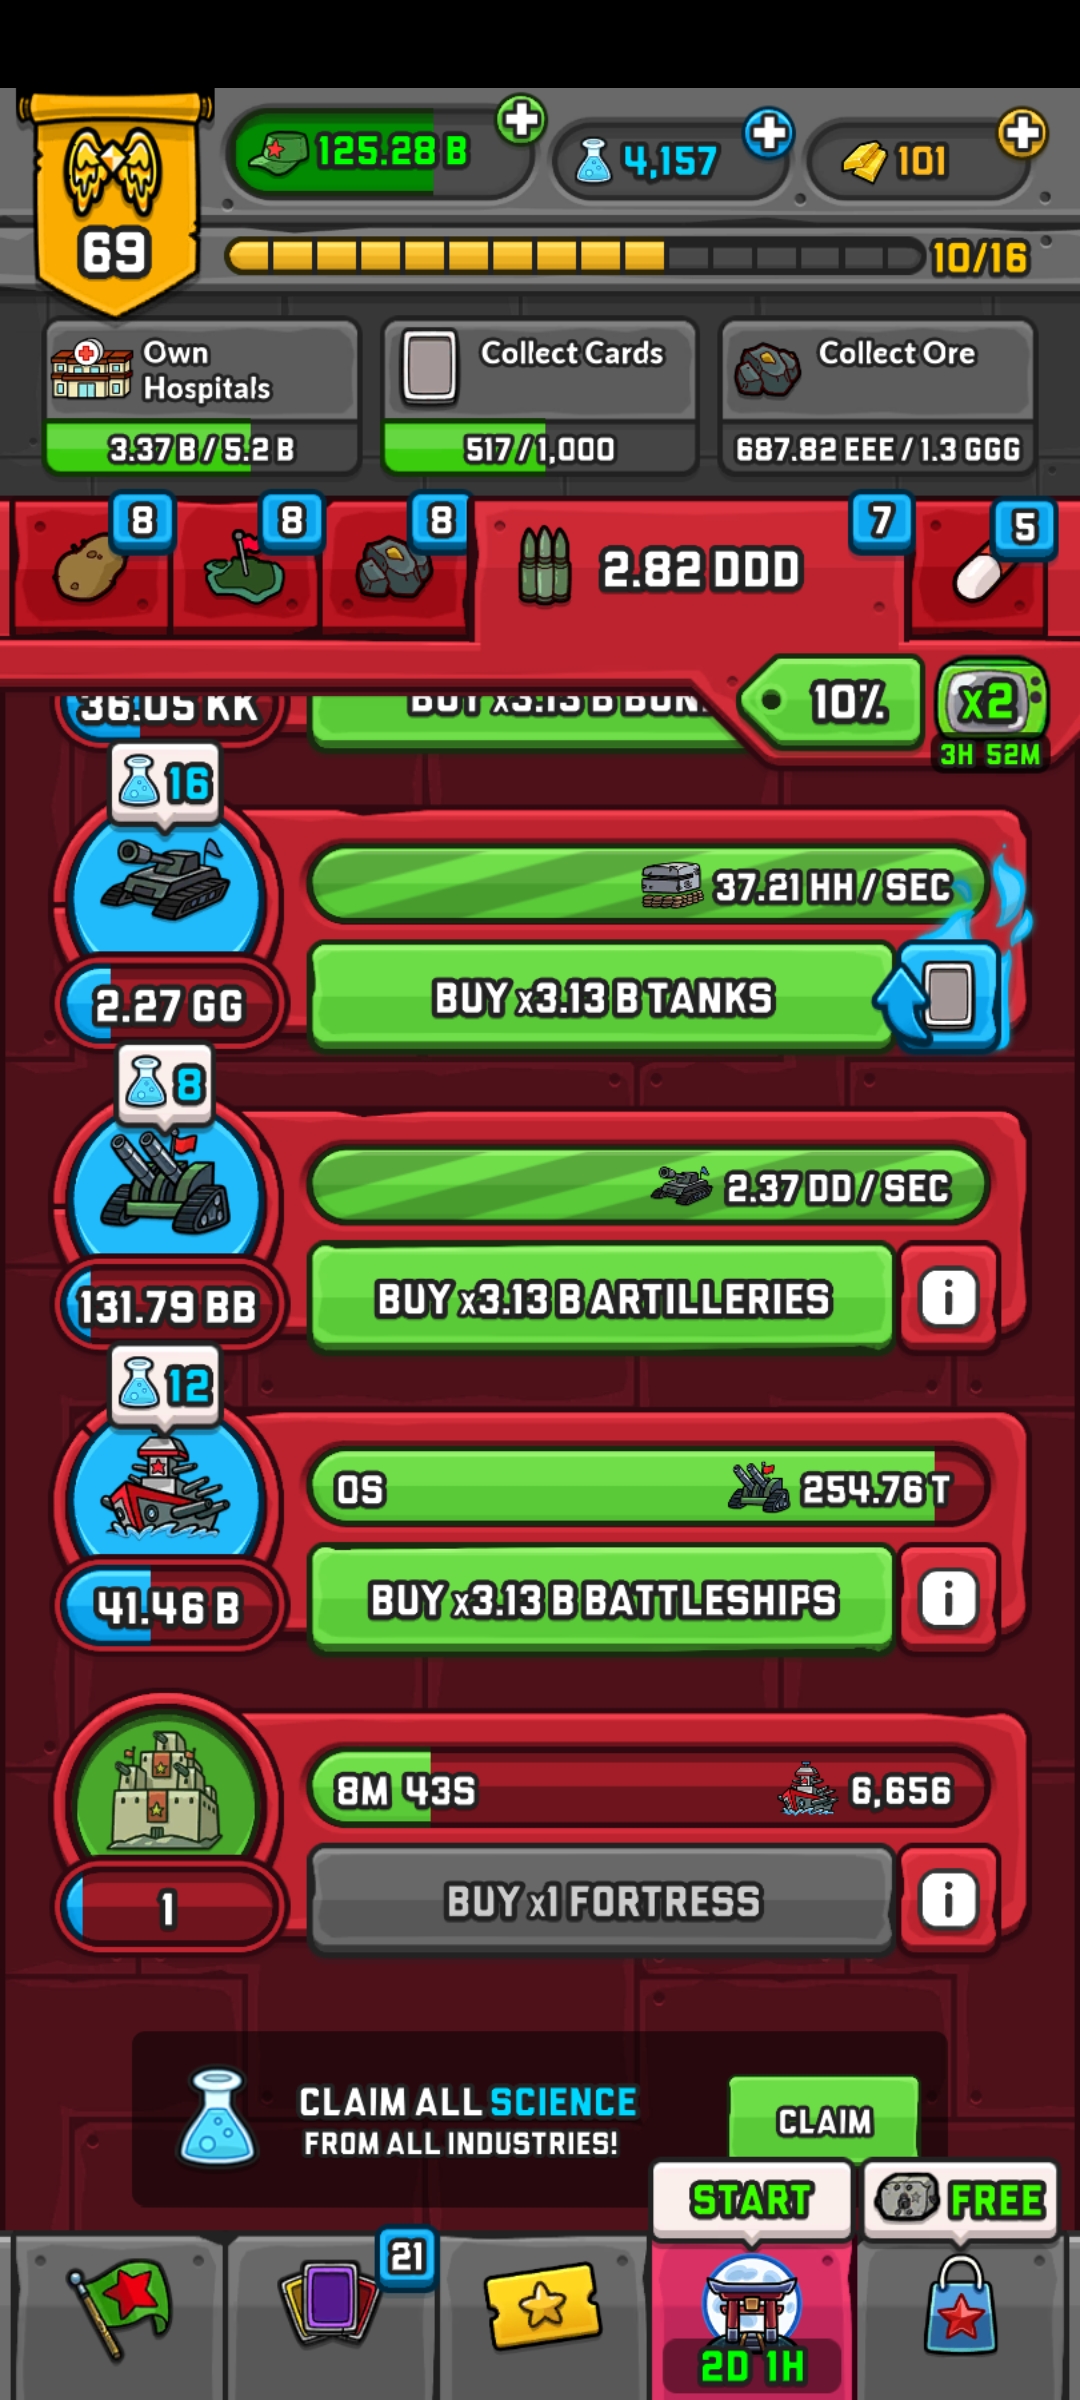 69
125.28 B
4,157
101
10/16
Own
Hospitals
3.37 B / 5.2 B
Collect Cards
517 / 1,000
Collect Ore
687.82 EEE / 1.3 GGG
8
8
8
2.82 DDD
7
5
10%
x2
3H 52M
36.05 KK
16
37.21 HH / SEC
2.27 GG
BUY x3.13 B TANKS
8
2.37 DD / SEC
131.79 BB
BUY x3.13 B ARTILLERIES
i
12
0S
254.76 T
41.46 B
BUY x3.13 B BATTLESHIPS
i
8M 43S
6,656
1
BUY x1 FORTRESS
i
CLAIM ALL SCIENCE
FROM ALL INDUSTRIES!
CLAIM
START
FREE
21
2D 1H